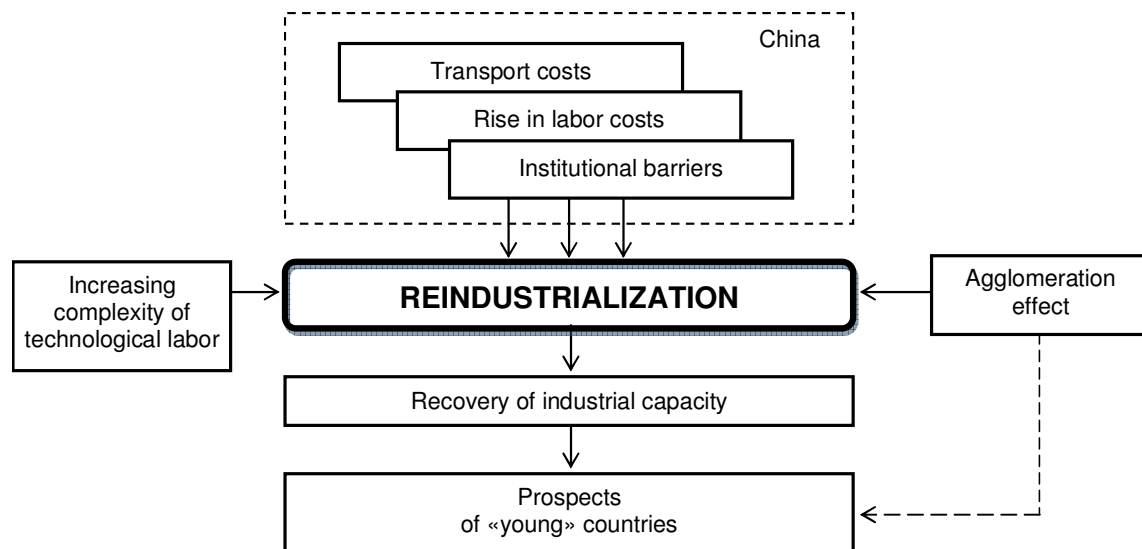 China
Transport costs
Rise in labor costs
Institutional barriers
Increasing
complexity of
technological labor
REINDUSTRIALIZATION
Agglomeration
effect
Recovery of industrial capacity
Prospects
of «young» countries